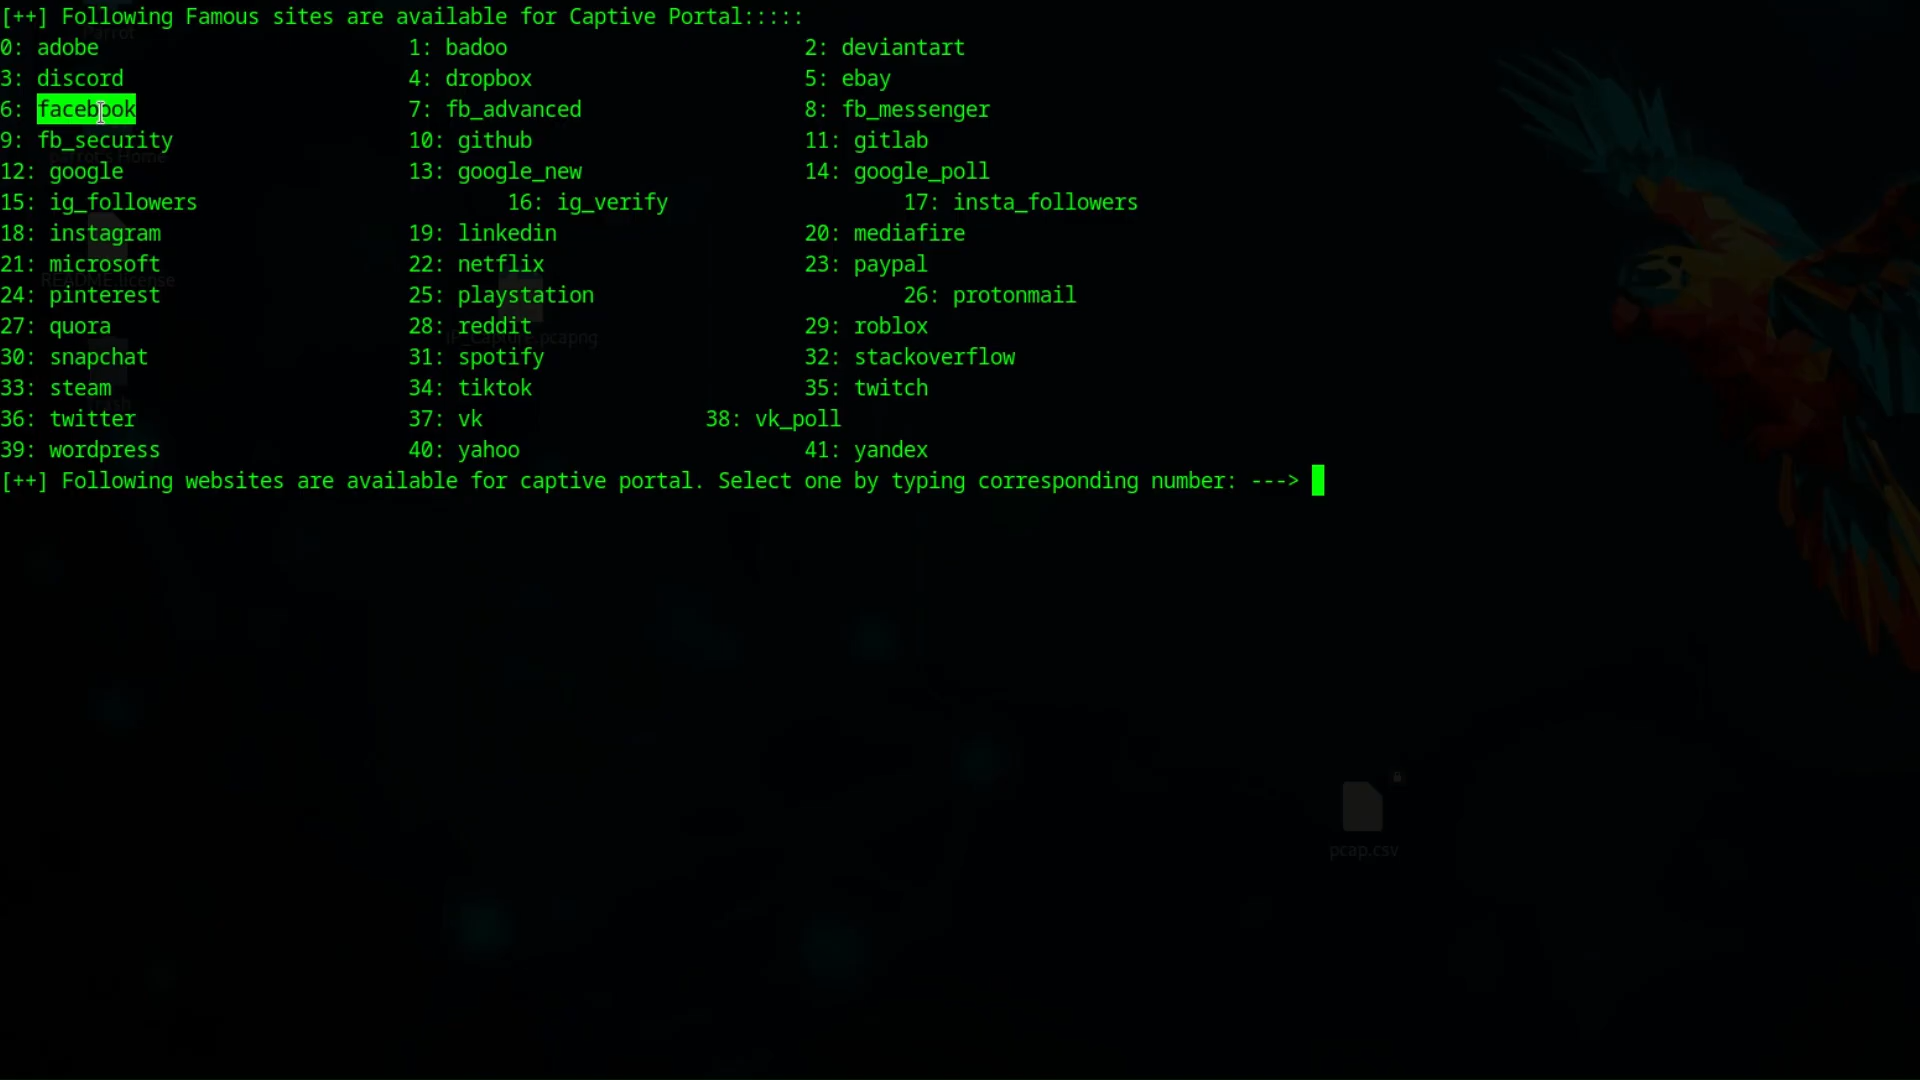 [++] Following Famous sites are available for Captive Portal:::::
Parrot
0: adobe 1: badoo 2: deviantart
3: discord 4: dropbox 5: ebay
6: facebook 7: fb_advanced 8: fb_messenger
9: fb_security 10: github 11: gitlab
12: google 13: google_new 14: google_poll
15: ig_followers 16: ig_verify 17: insta_followers
18: instagram 19: linkedin 20: mediafire
21: microsoft 22: netflix 23: paypal
README.license
24: pinterest 25: playstation 26: protonmail
27: quora 28: reddit 29: roblox
IP_Capture.pcapng
30: snapchat 31: spotify 32: stackoverflow
33: steam 34: tiktok 35: twitch
36: twitter 37: vk 38: vk_poll
39: wordpress 40: yahoo 41: yandex
[++] Following websites are available for captive portal. Select one by typing corresponding number: --->
pcap.csv